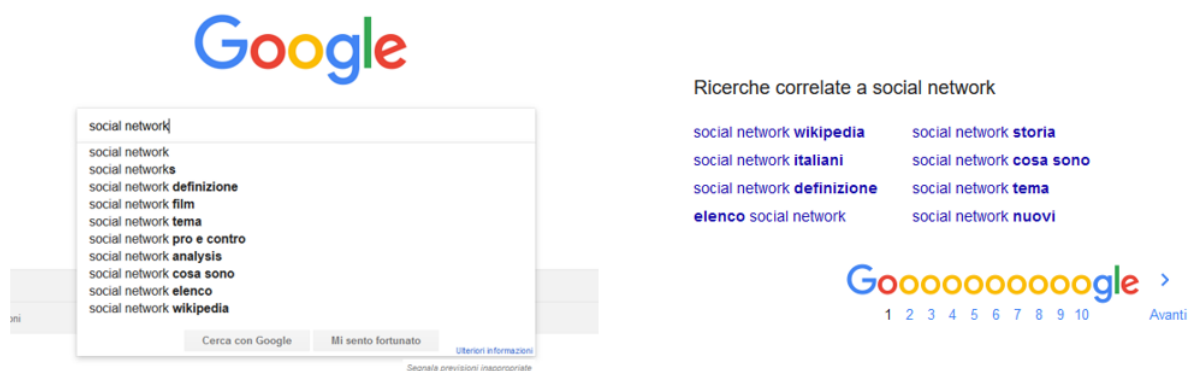 Google
social network
social network
social networks
social network definizione
social network film
social network tema
social network pro e contro
social network analysis
social network cosa sono
social network elenco
social network wikipedia
oni
Cerca con Google Mi sento fortunato
Ulteriori informazioni
Segnala previsioni inappropriate
Ricerche correlate a social network
social network wikipedia social network storia
social network italiani social network cosa sono
social network definizione social network tema
elenco social network social network nuovi
Goooooooooogle >
1 2 3 4 5 6 7 8 9 10 Avanti